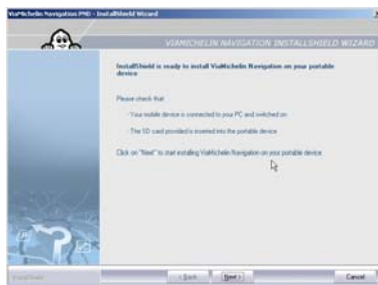 ViaMichelin Navigation PND - InstallShield Wizard
VIAMICHELIN NAVIGATION INSTALLSHIELD WIZARD
InstallShield is ready to install ViaMichelin Navigation on your portable
device
Please check that:
- Your mobile device is connected to your PC and switched on
- The SD card provided is inserted into the portable device
Click on "Next" to start installing ViaMichelin Navigation on your portable device.
InstallShield
< Back
Next >
Cancel